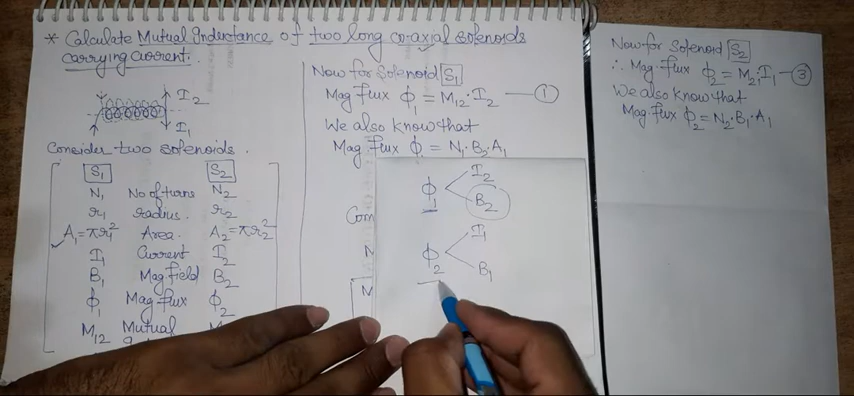 * Calculate Mutual Inductance of two long co-axial solenoids
carrying current.
I2
I1
Consider two solenoids.
S1 S2
N1 No of turns N2
r1 radius. r2
A1 = πr1² Area. A2 = πr2²
I1 Current I2
B1 Mag field B2
ϕ1 Mag flux ϕ2
M12 Mutual
Now for Solenoid S1
Mag flux ϕ1 = M12·I2 — ①
We also know that
Mag flux ϕ = N1·B2·A1
Com
M
M
ϕ1 < I2
B2
ϕ2 < I1
B1
Now for Solenoid S2
∴ Mag flux ϕ2 = M21·I1 — ③
We also know that
Mag flux ϕ2 = N2·B1·A1